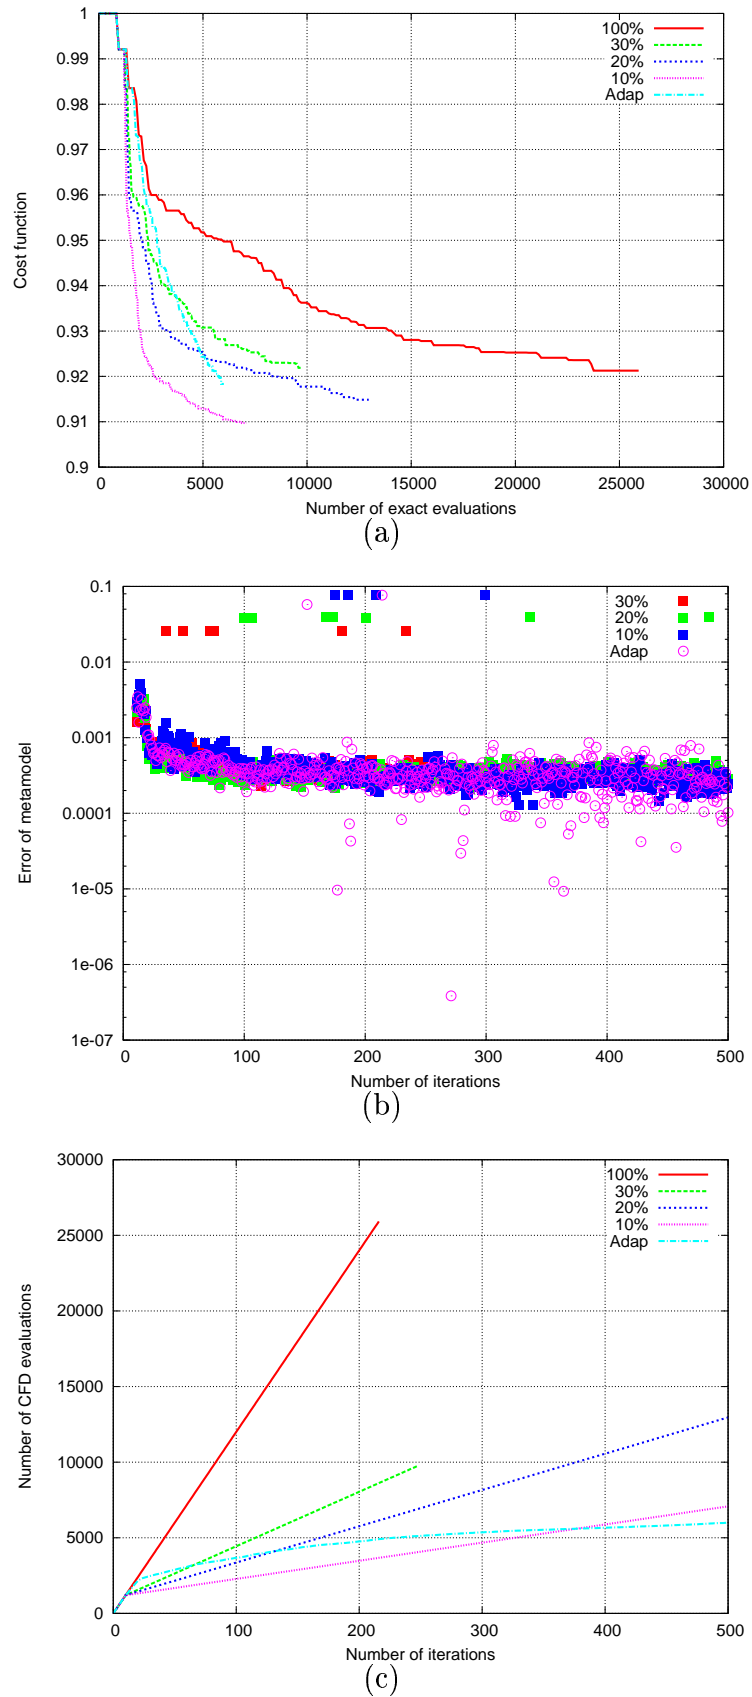 1
0.99
0.98
0.97
0.96
0.95
0.94
0.93
0.92
0.91
0.9
Cost function
100%
30%
20%
10%
Adap
0 5000 10000 15000 20000 25000 30000
Number of exact evaluations
(a)
0.1
0.01
0.001
0.0001
1e-05
1e-06
1e-07
Error of metamodel
30%
20%
10%
Adap
0 100 200 300 400 500
Number of iterations
(b)
30000
25000
20000
15000
10000
5000
0
Number of CFD evaluations
100%
30%
20%
10%
Adap
0 100 200 300 400 500
Number of iterations
(c)